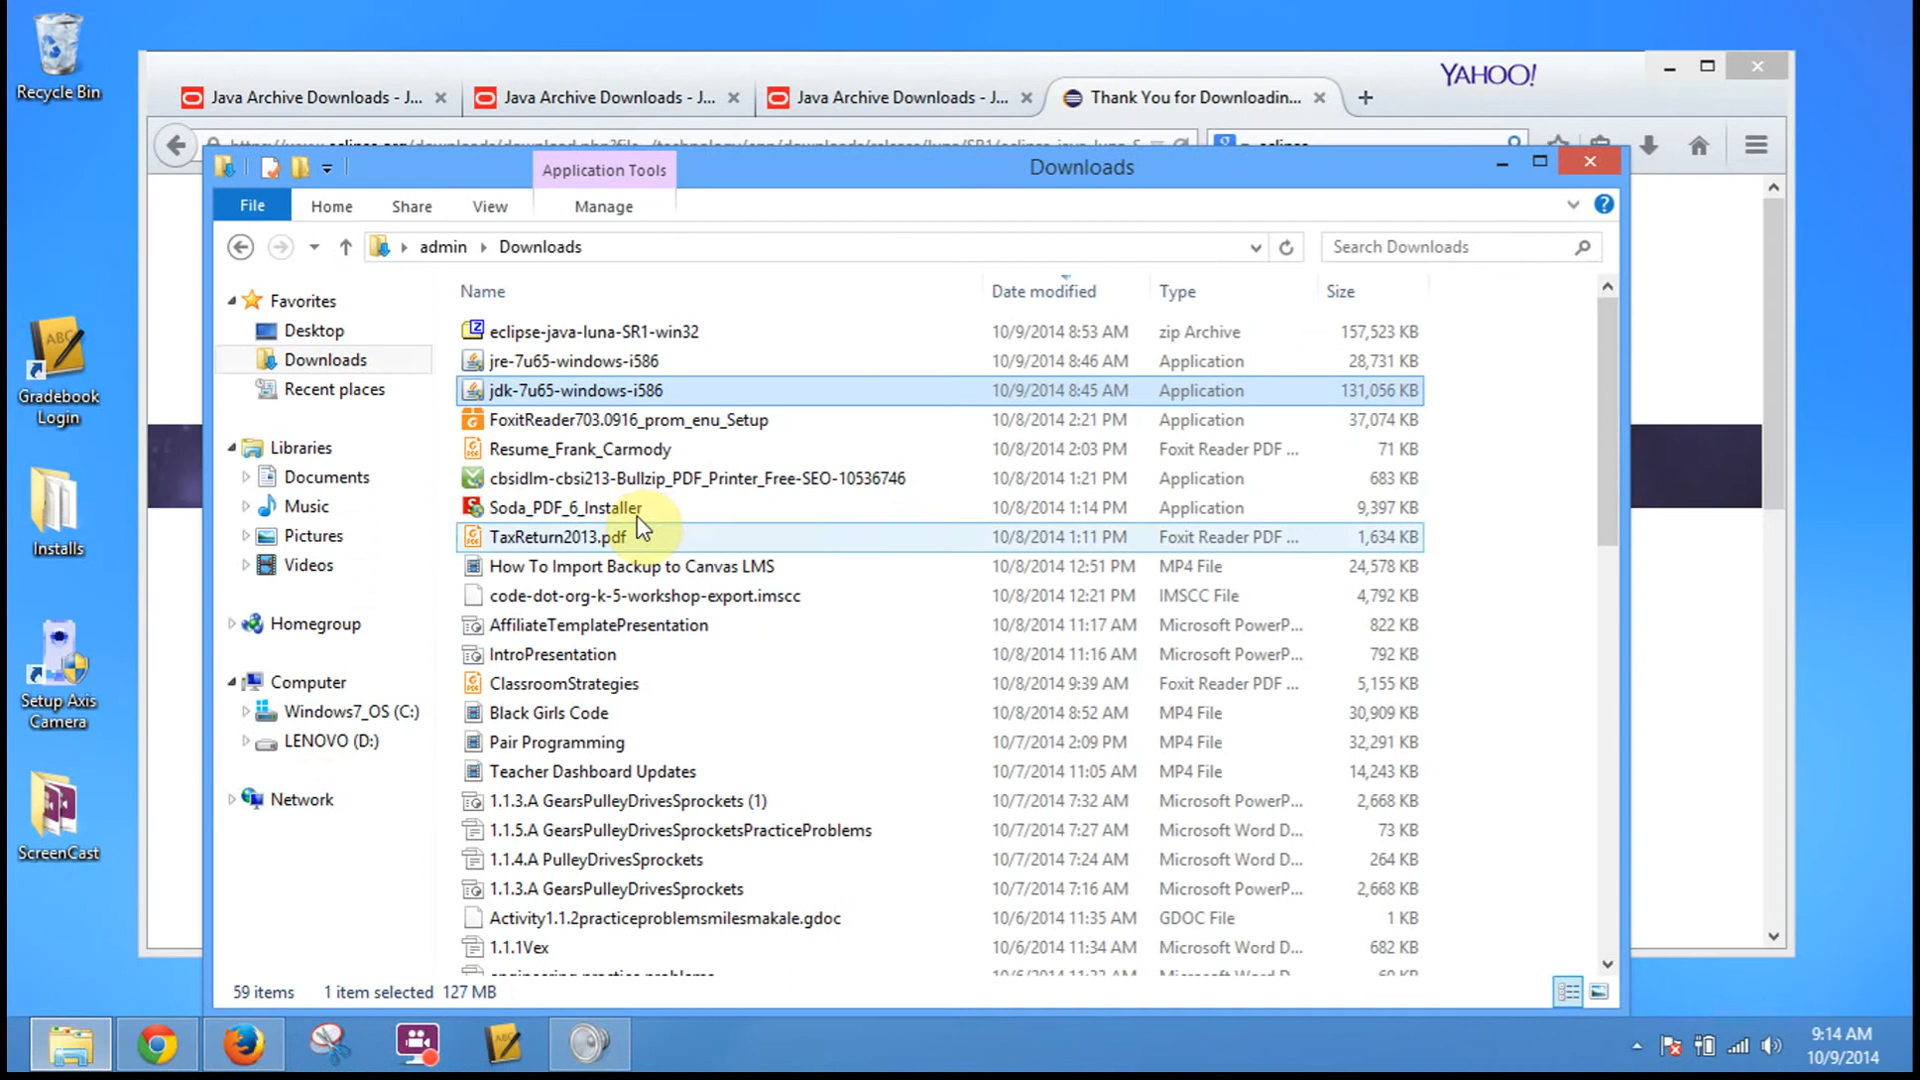 Recycle Bin
YAHOO!
Java Archive Downloads - J...
Java Archive Downloads - J...
Java Archive Downloads - J...
Thank You for Downloadin...
Application Tools
Downloads
File
Home
Share
View
Manage
admin
Downloads
Search Downloads
Name
Date modified
Type
Size
Favorites
Desktop
Downloads
Recent places
Libraries
Documents
Music
Pictures
Videos
Homegroup
Computer
Windows7_OS (C:)
LENOVO (D:)
Network
eclipse-java-luna-SR1-win32 10/9/2014 8:53 AM zip Archive 157,523 KB
jre-7u65-windows-i586 10/9/2014 8:46 AM Application 28,731 KB
jdk-7u65-windows-i586 10/9/2014 8:45 AM Application 131,056 KB
FoxitReader703.0916_prom_enu_Setup 10/8/2014 2:21 PM Application 37,074 KB
Resume_Frank_Carmody 10/8/2014 2:03 PM Foxit Reader PDF ... 71 KB
cbsidlm-cbsi213-Bullzip_PDF_Printer_Free-SEO-10536746 10/8/2014 1:21 PM Application 683 KB
Soda_PDF_6_Installer 10/8/2014 1:14 PM Application 9,397 KB
TaxReturn2013.pdf 10/8/2014 1:11 PM Foxit Reader PDF ... 1,634 KB
How To Import Backup to Canvas LMS 10/8/2014 12:51 PM MP4 File 24,578 KB
code-dot-org-k-5-workshop-export.imscc 10/8/2014 12:21 PM IMSCC File 4,792 KB
AffiliateTemplatePresentation 10/8/2014 11:17 AM Microsoft PowerP... 822 KB
IntroPresentation 10/8/2014 11:16 AM Microsoft PowerP... 792 KB
ClassroomStrategies 10/8/2014 9:39 AM Foxit Reader PDF ... 5,155 KB
Black Girls Code 10/8/2014 8:52 AM MP4 File 30,909 KB
Pair Programming 10/7/2014 2:09 PM MP4 File 32,291 KB
Teacher Dashboard Updates 10/7/2014 11:05 AM MP4 File 14,243 KB
1.1.3.A GearsPulleyDrivesSprockets (1) 10/7/2014 7:32 AM Microsoft PowerP... 2,668 KB
1.1.5.A GearsPulleyDrivesSprocketsPracticeProblems 10/7/2014 7:27 AM Microsoft Word D... 73 KB
1.1.4.A PulleyDrivesSprockets 10/7/2014 7:24 AM Microsoft Word D... 264 KB
1.1.3.A GearsPulleyDrivesSprockets 10/7/2014 7:16 AM Microsoft PowerP... 2,668 KB
Activity1.1.2practiceproblemsmilesmakale.gdoc 10/6/2014 11:35 AM GDOC File 1 KB
1.1.1Vex 10/6/2014 11:34 AM Microsoft Word D... 682 KB
59 items 1 item selected 127 MB
Gradebook
Login
Installs
Setup Axis
Camera
ScreenCast
ABC
9:14 AM
10/9/2014